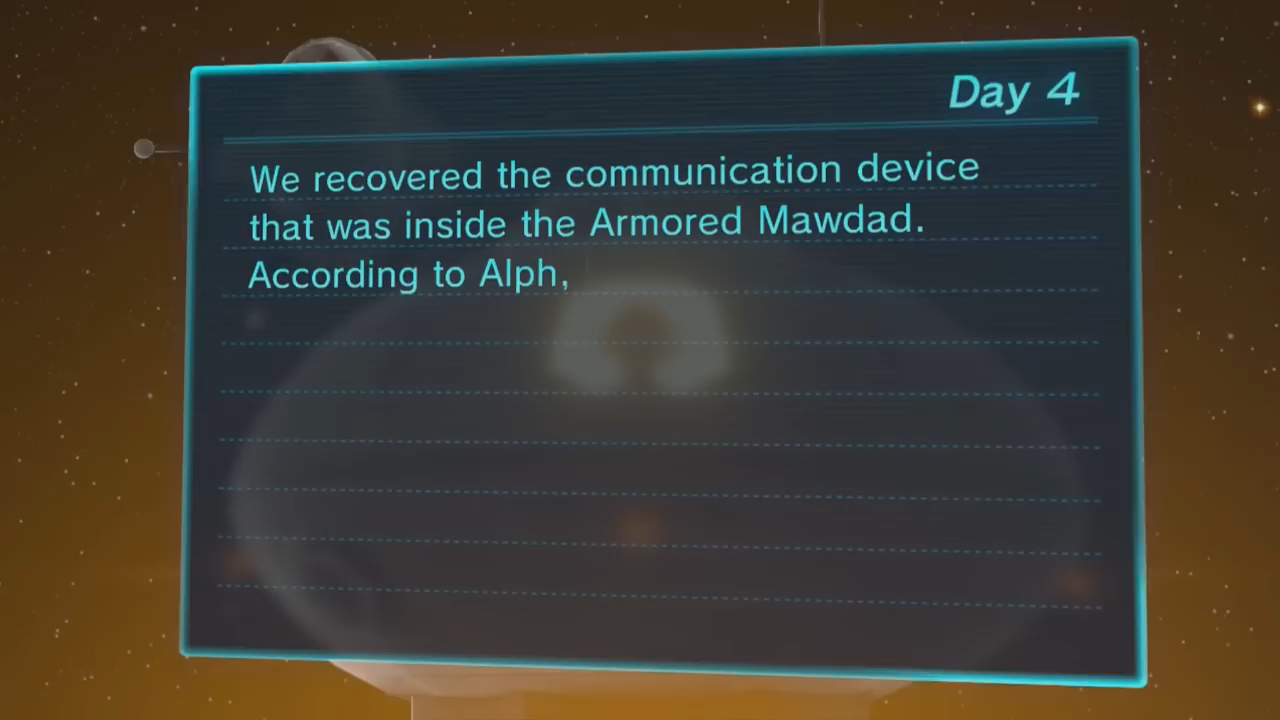 Day 4
We recovered the communication device
that was inside the Armored Mawdad.
According to Alph,